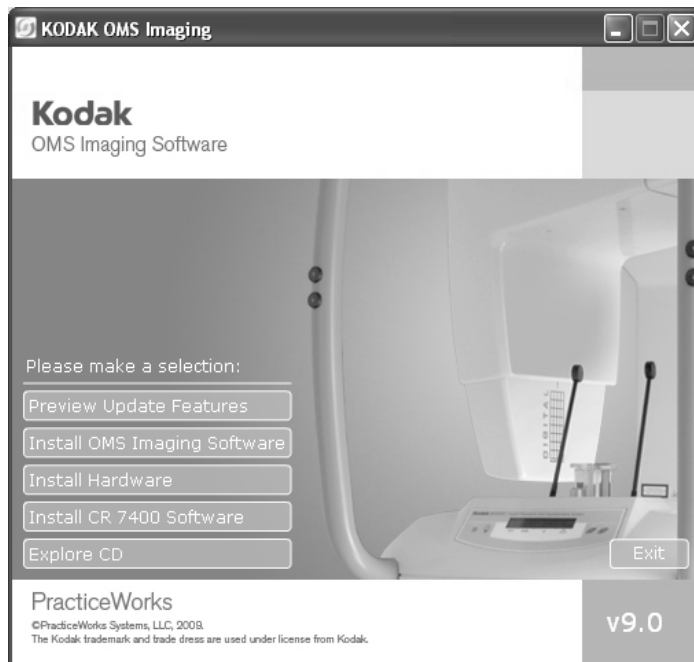 KODAK OMS Imaging
Kodak
OMS Imaging Software
Please make a selection:
Preview Update Features
Install OMS Imaging Software
Install Hardware
Install CR 7400 Software
Explore CD
DIGITAL
Exit
PracticeWorks
©PracticeWorks Systems, LLC, 2009.
The Kodak trademark and trade dress are used under license from Kodak.
v9.0